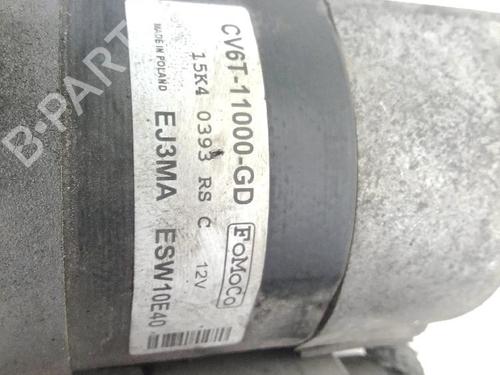 CV6T-11000-GD FoMoCo
15K4 0393 RS C 12V
MADE IN POLAND
EJ3MA ESW10E40
B-PARTS